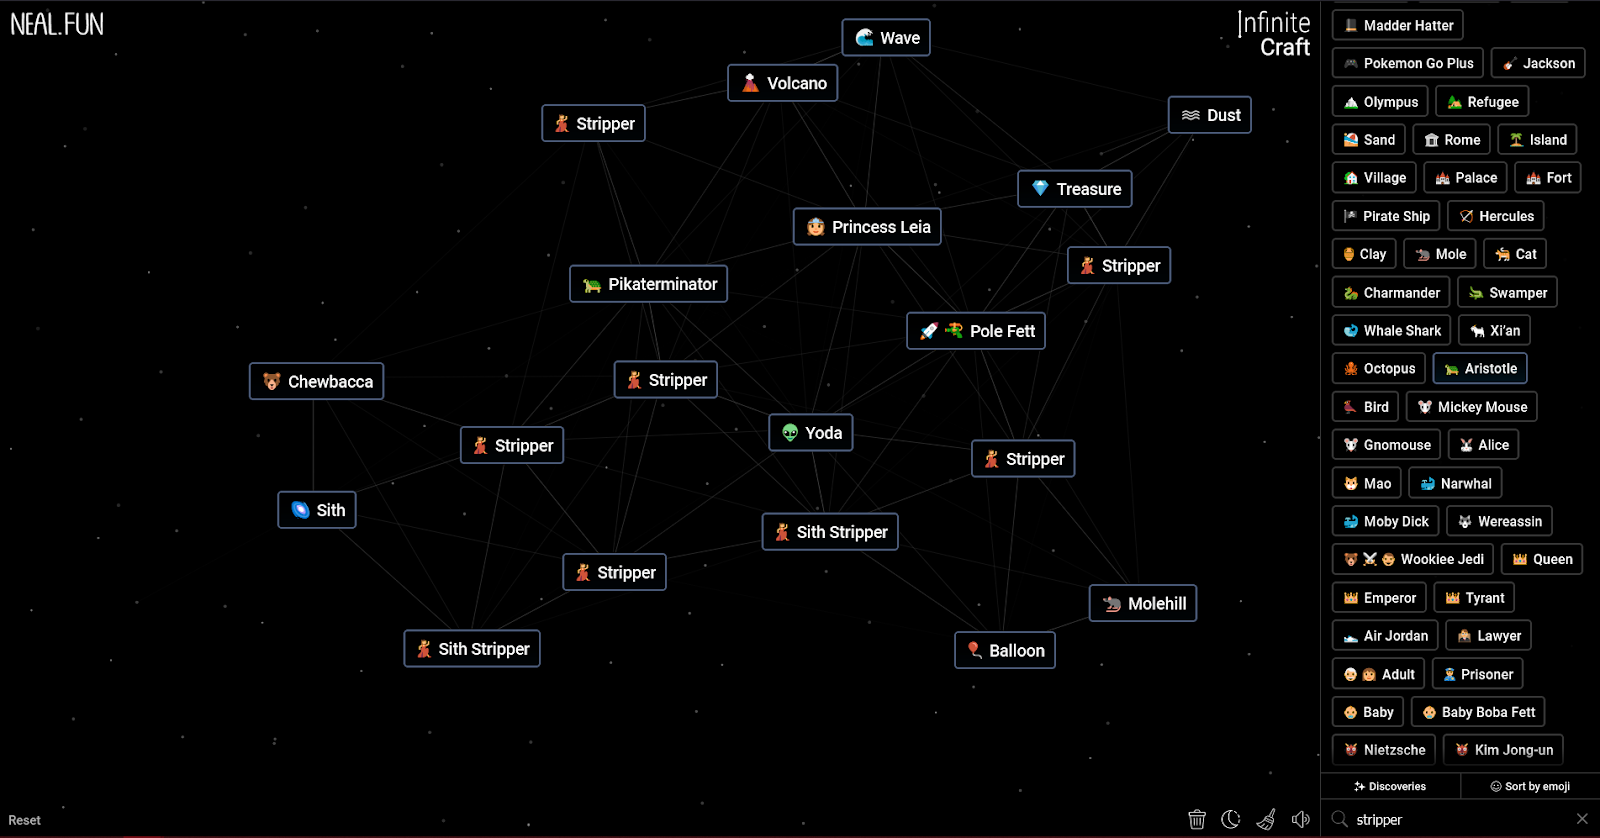 NEAL.FUN
Infinite
Craft
Wave
Volcano
Stripper
Dust
Treasure
Princess Leia
Stripper
Pikaterminator
Pole Fett
Chewbacca
Stripper
Yoda
Stripper
Stripper
Sith
Sith Stripper
Stripper
Molehill
Sith Stripper
Balloon
Reset
Madder Hatter
Pokemon Go Plus Jackson
Olympus Refugee
Sand Rome Island
Village Palace Fort
Pirate Ship Hercules
Clay Mole Cat
Charmander Swamper
Whale Shark Xi'an
Octopus Aristotle
Bird Mickey Mouse
Gnomouse Alice
Mao Narwhal
Moby Dick Wereassin
Wookiee Jedi Queen
Emperor Tyrant
Air Jordan Lawyer
Adult Prisoner
Baby Baby Boba Fett
Nietzsche Kim Jong-un
Discoveries Sort by emoji
stripper